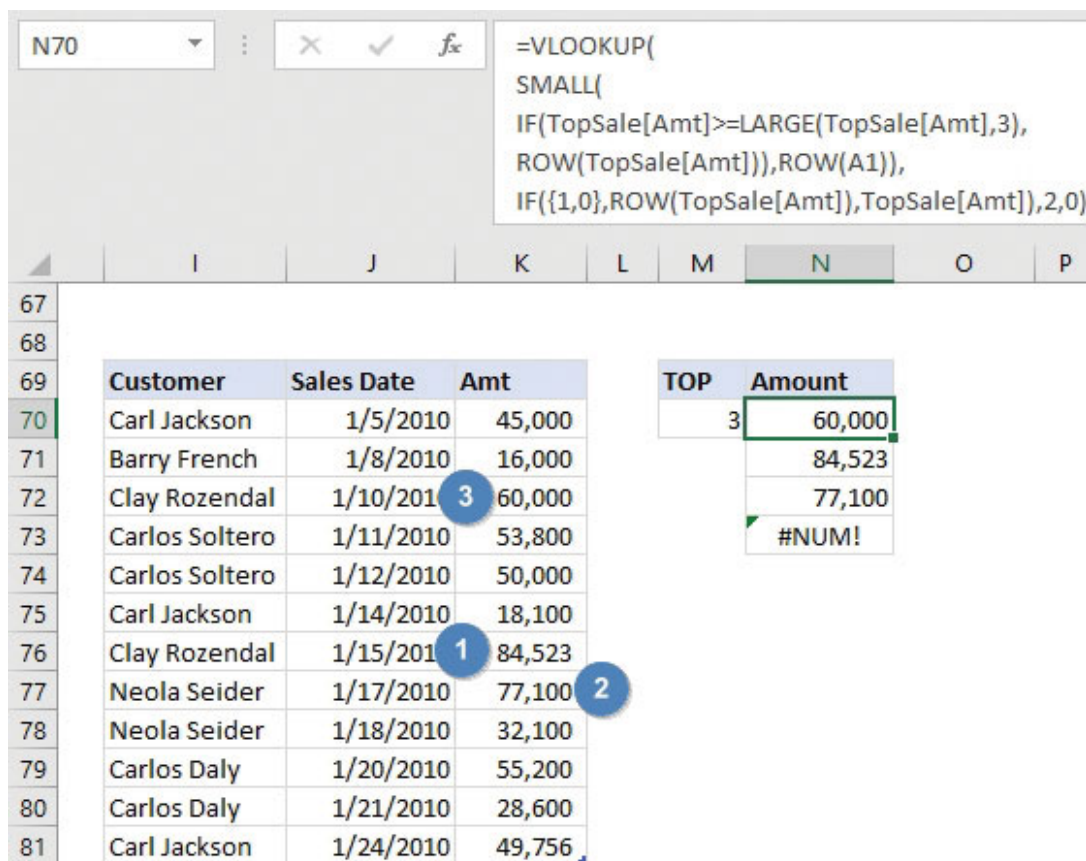 N70 fx =VLOOKUP(
SMALL(
IF(TopSale[Amt]>=LARGE(TopSale[Amt],3),
ROW(TopSale[Amt])),ROW(A1)),
IF({1,0},ROW(TopSale[Amt]),TopSale[Amt]),2,0)
I J K L M N O P
67
68
69 Customer Sales Date Amt TOP Amount
70 Carl Jackson 1/5/2010 45,000 3 60,000
71 Barry French 1/8/2010 16,000 84,523
72 Clay Rozendal 1/10/201 3 60,000 77,100
73 Carlos Soltero 1/11/2010 53,800 #NUM!
74 Carlos Soltero 1/12/2010 50,000
75 Carl Jackson 1/14/2010 18,100
76 Clay Rozendal 1/15/201 1 84,523
77 Neola Seider 1/17/2010 77,100 2
78 Neola Seider 1/18/2010 32,100
79 Carlos Daly 1/20/2010 55,200
80 Carlos Daly 1/21/2010 28,600
81 Carl Jackson 1/24/2010 49,756